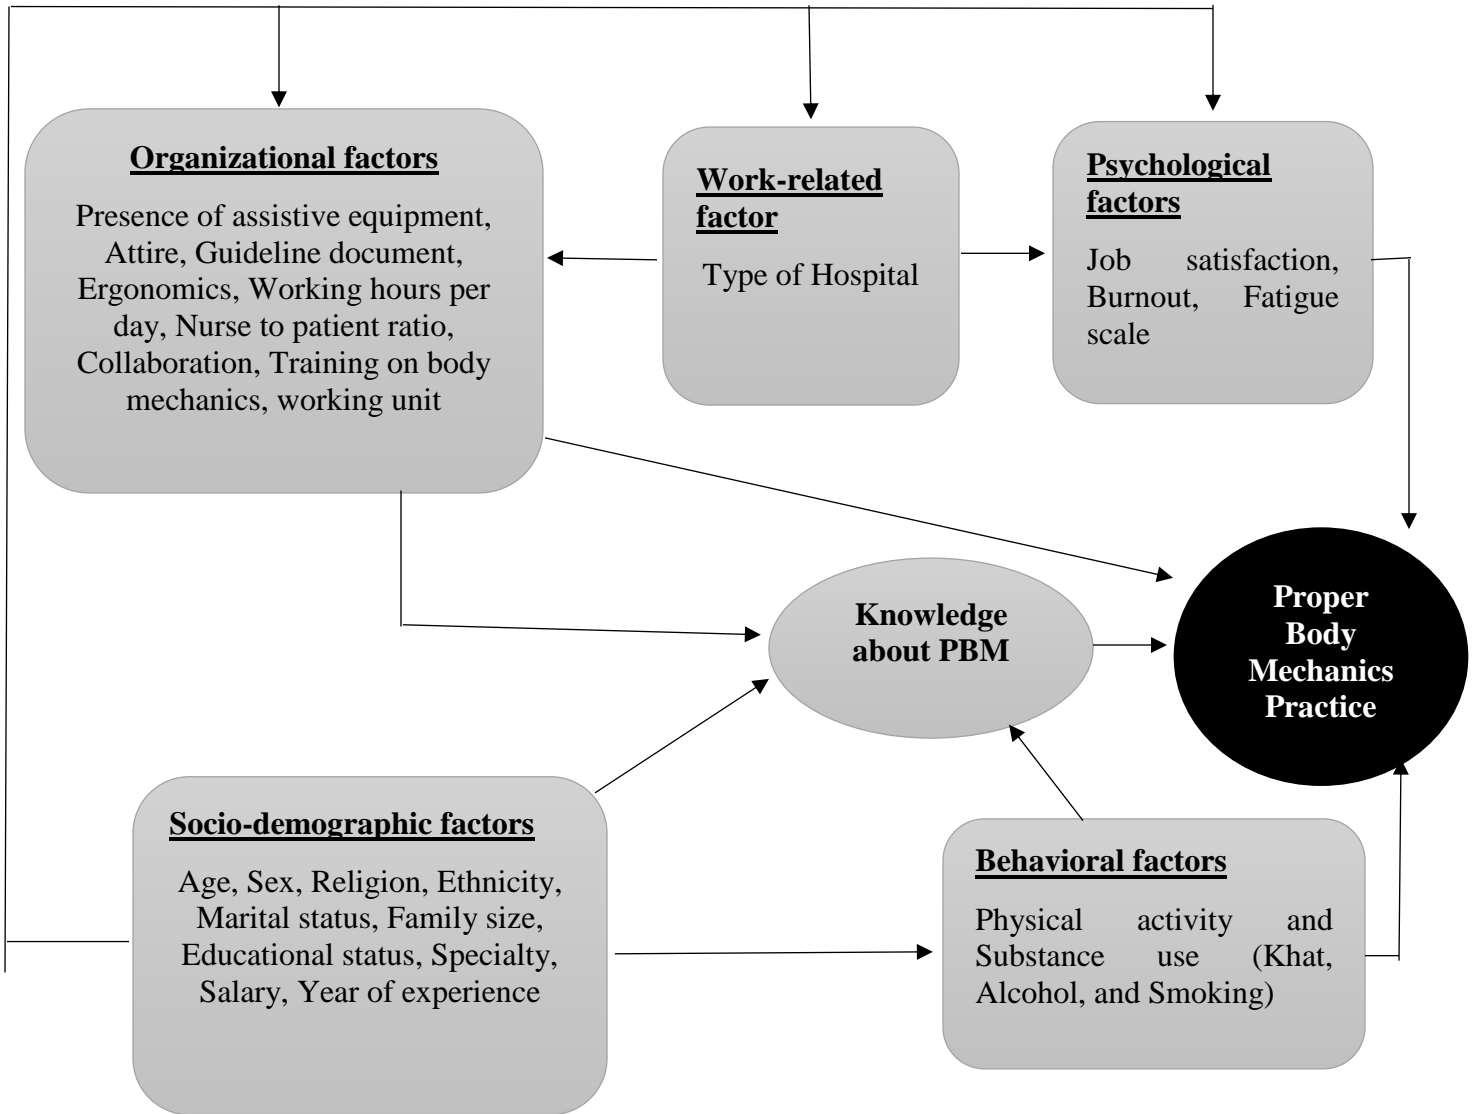 Organizational factors
Presence of assistive equipment,
Attire, Guideline document,
Ergonomics, Working hours per
day, Nurse to patient ratio,
Collaboration, Training on body
mechanics, working unit
Work-related
factor
Type of Hospital
Psychological
factors
Job satisfaction,
Burnout, Fatigue
scale
Knowledge
about PBM
Proper
Body
Mechanics
Practice
Socio-demographic factors
Age, Sex, Religion, Ethnicity,
Marital status, Family size,
Educational status, Specialty,
Salary, Year of experience
Behavioral factors
Physical activity and
Substance use (Khat,
Alcohol, and Smoking)